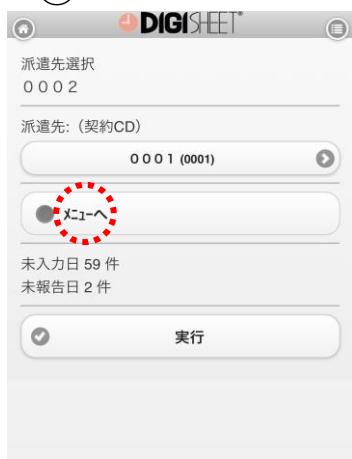 DIGISHEET
派遣先選択
０００２
派遣先:（契約CD）
０００１ (0001)
ﾒﾆｭｰへ
未入力日 59 件
未報告日 2 件
実行